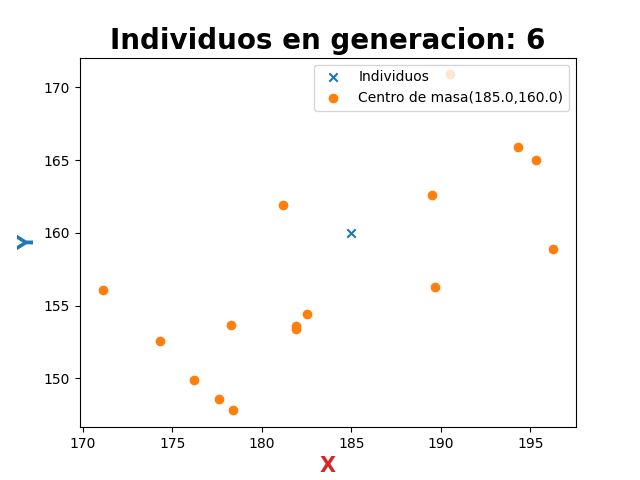 Individuos en generacion: 6
Individuos
Centro de masa(185.0,160.0)
170
165
160
155
150
Y
170
175
180
185
190
195
X